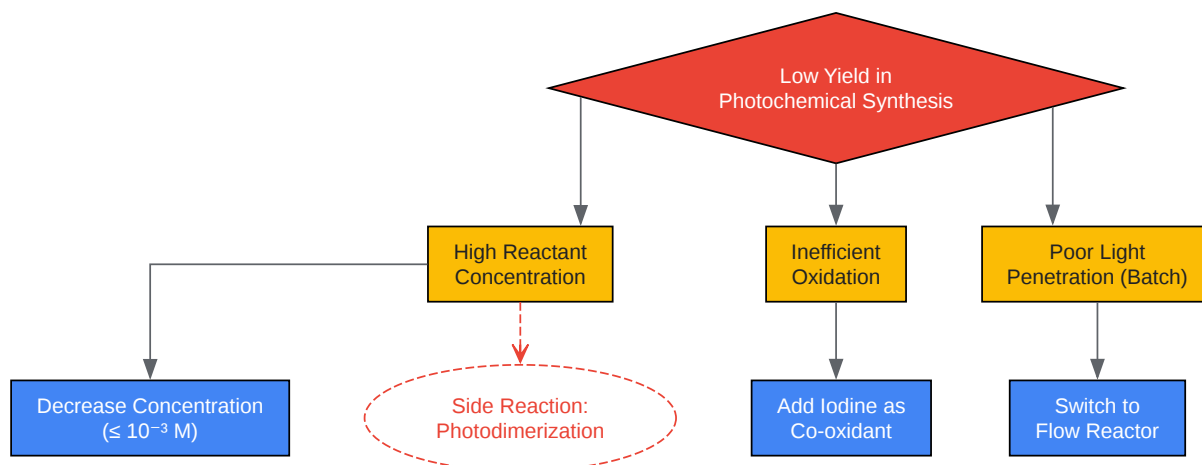 Low Yield in
Photochemical Synthesis
High Reactant
Concentration
Inefficient
Oxidation
Poor Light
Penetration (Batch)
Decrease Concentration
(≤ 10⁻³ M)
Side Reaction:
Photodimerization
Add Iodine as
Co-oxidant
Switch to
Flow Reactor